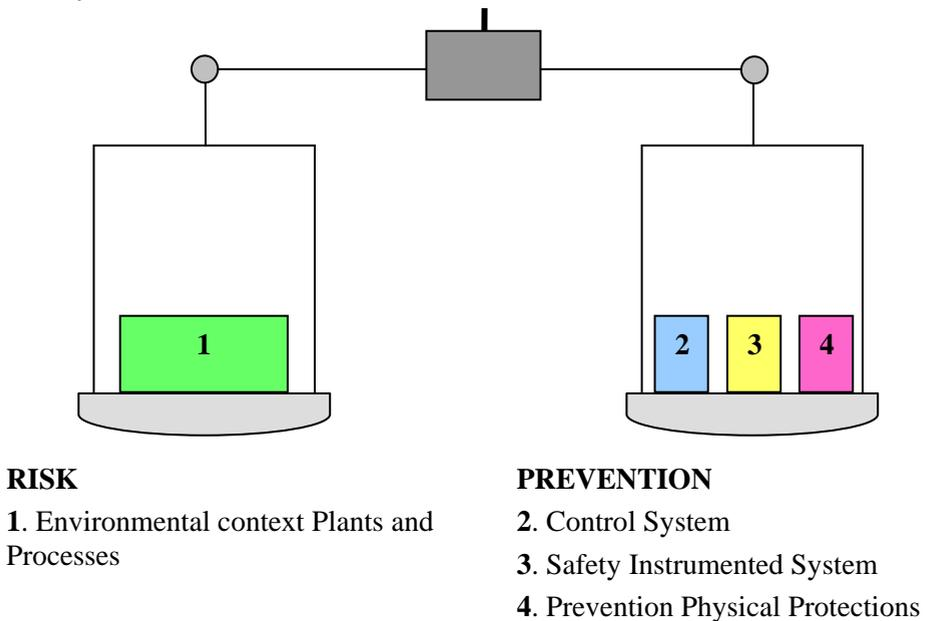 1
2 3 4
RISK
1. Environmental context Plants and
Processes
PREVENTION
2. Control System
3. Safety Instrumented System
4. Prevention Physical Protections